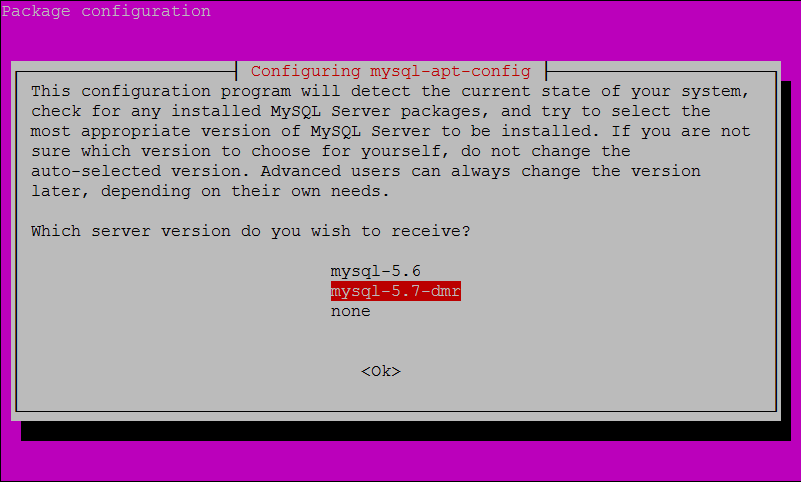 Package configuration
Configuring mysql-apt-config
This configuration program will detect the current state of your system,
check for any installed MySQL Server packages, and try to select the
most appropriate version of MySQL Server to be installed. If you are not
sure which version to choose for yourself, do not change the
auto-selected version. Advanced users can always change the version
later, depending on their own needs.
Which server version do you wish to receive?
mysql-5.6
mysql-5.7-dmr
none
<Ok>